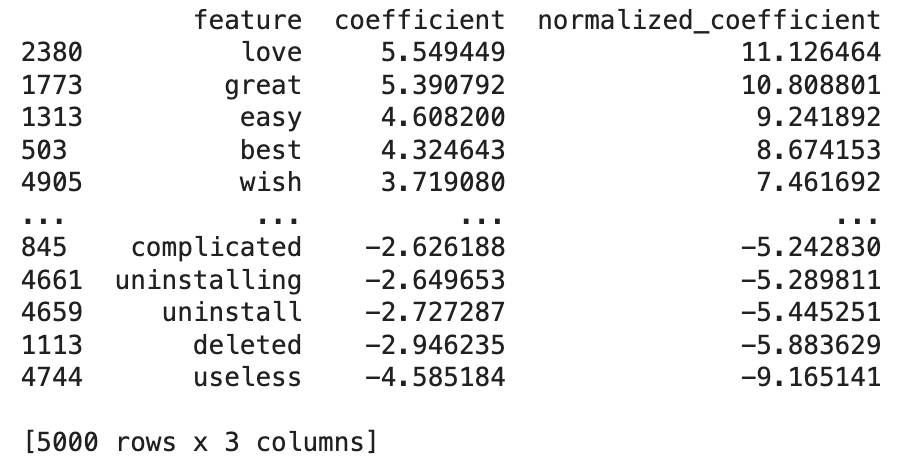 feature coefficient normalized_coefficient
2380 love 5.549449 11.126464
1773 great 5.390792 10.808801
1313 easy 4.608200 9.241892
503 best 4.324643 8.674153
4905 wish 3.719080 7.461692
... ... ... ...
845 complicated -2.626188 -5.242830
4661 uninstalling -2.649653 -5.289811
4659 uninstall -2.727287 -5.445251
1113 deleted -2.946235 -5.883629
4744 useless -4.585184 -9.165141
[5000 rows x 3 columns]